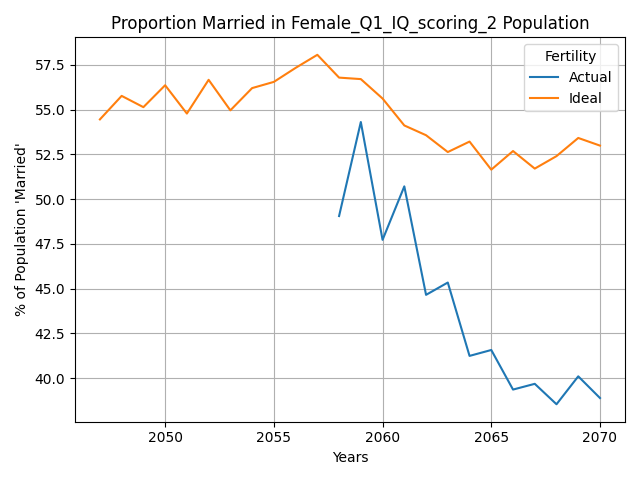 Proportion Married in Female_Q1_IQ_scoring_2 Population
Fertility
Actual
Ideal
% of Population 'Married'
57.5
55.0
52.5
50.0
47.5
45.0
42.5
40.0
2050
2055
2060
2065
2070
Years